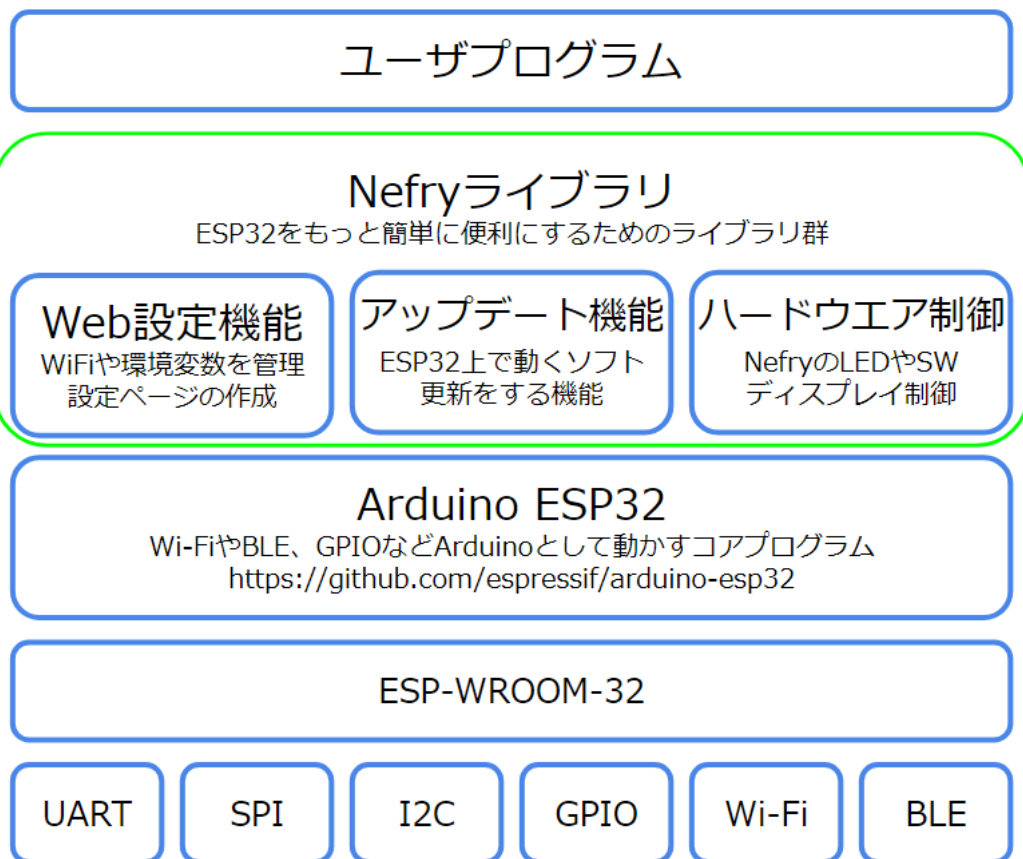 ユーザプログラム
Nefryライブラリ
ESP32をもっと簡単に便利にするためのライブラリ群
Web設定機能
WiFiや環境変数を管理
設定ページの作成
アップデート機能
ESP32上で動くソフト
更新をする機能
ハードウエア制御
NefryのLEDやSW
ディスプレイ制御
Arduino ESP32
Wi-FiやBLE、GPIOなどArduinoとして動かすコアプログラム
https://github.com/espressif/arduino-esp32
ESP-WROOM-32
UART
SPI
I2C
GPIO
Wi-Fi
BLE